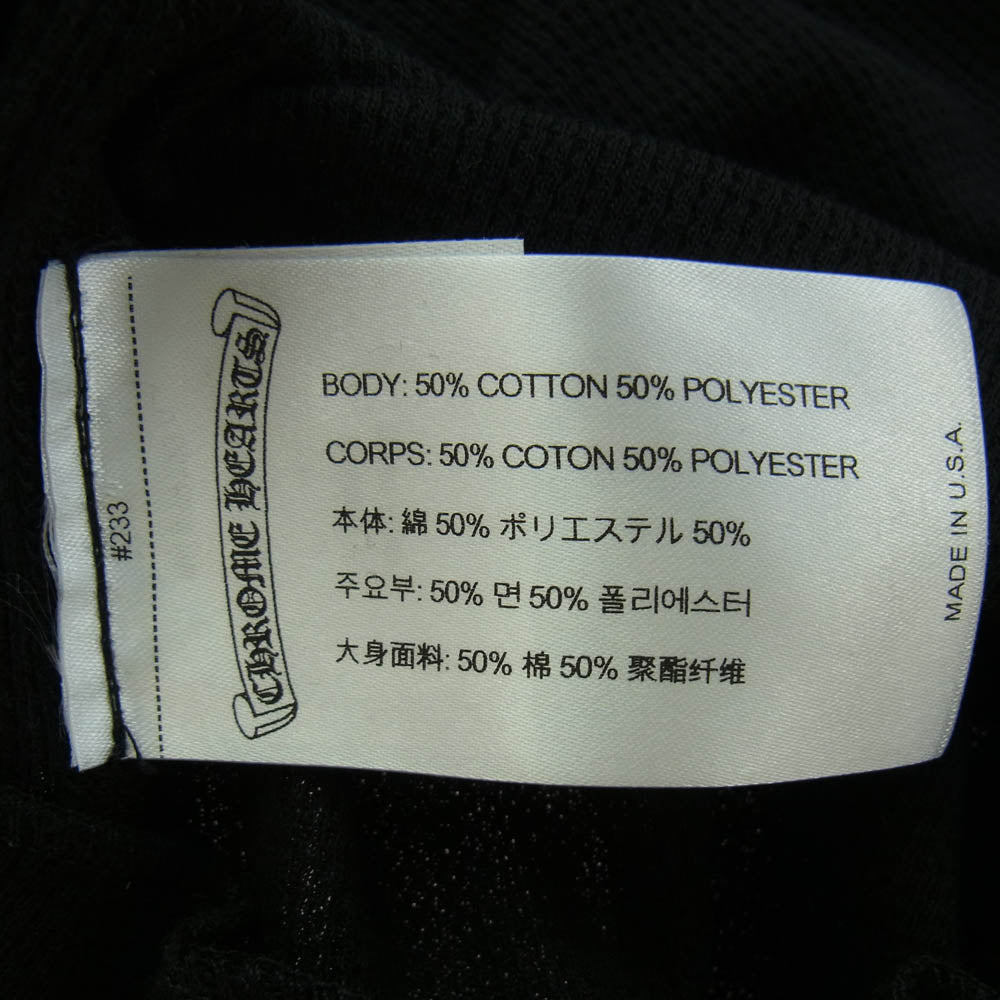 #233
CHROME HEARTS
BODY: 50% COTTON 50% POLYESTER
CORPS: 50% COTON 50% POLYESTER
本体: 綿 50% ポリエステル 50%
주요부: 50% 면 50% 폴리에스터
大身面料: 50% 棉 50% 聚酯纤维
MADE IN U.S.A.